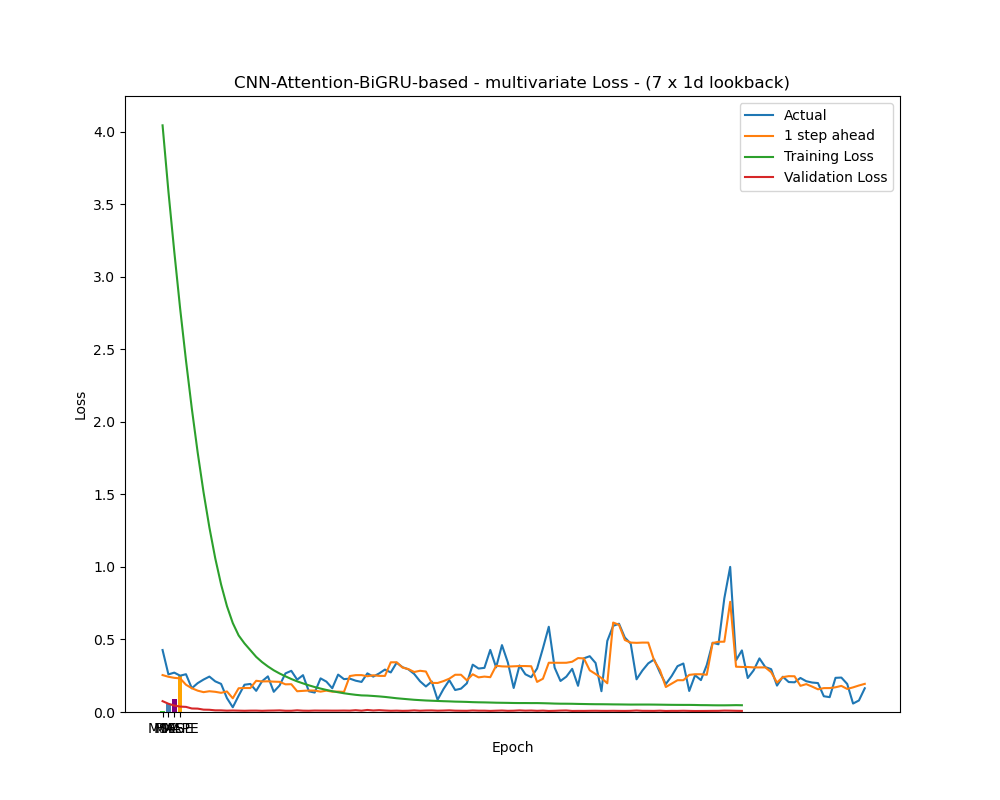 CNN-Attention-BiGRU-based - multivariate Loss - (7 x 1d lookback)
Actual
1 step ahead
Training Loss
Validation Loss
4.0
3.5
3.0
2.5
2.0
1.5
1.0
0.5
0.0
Loss
Epoch